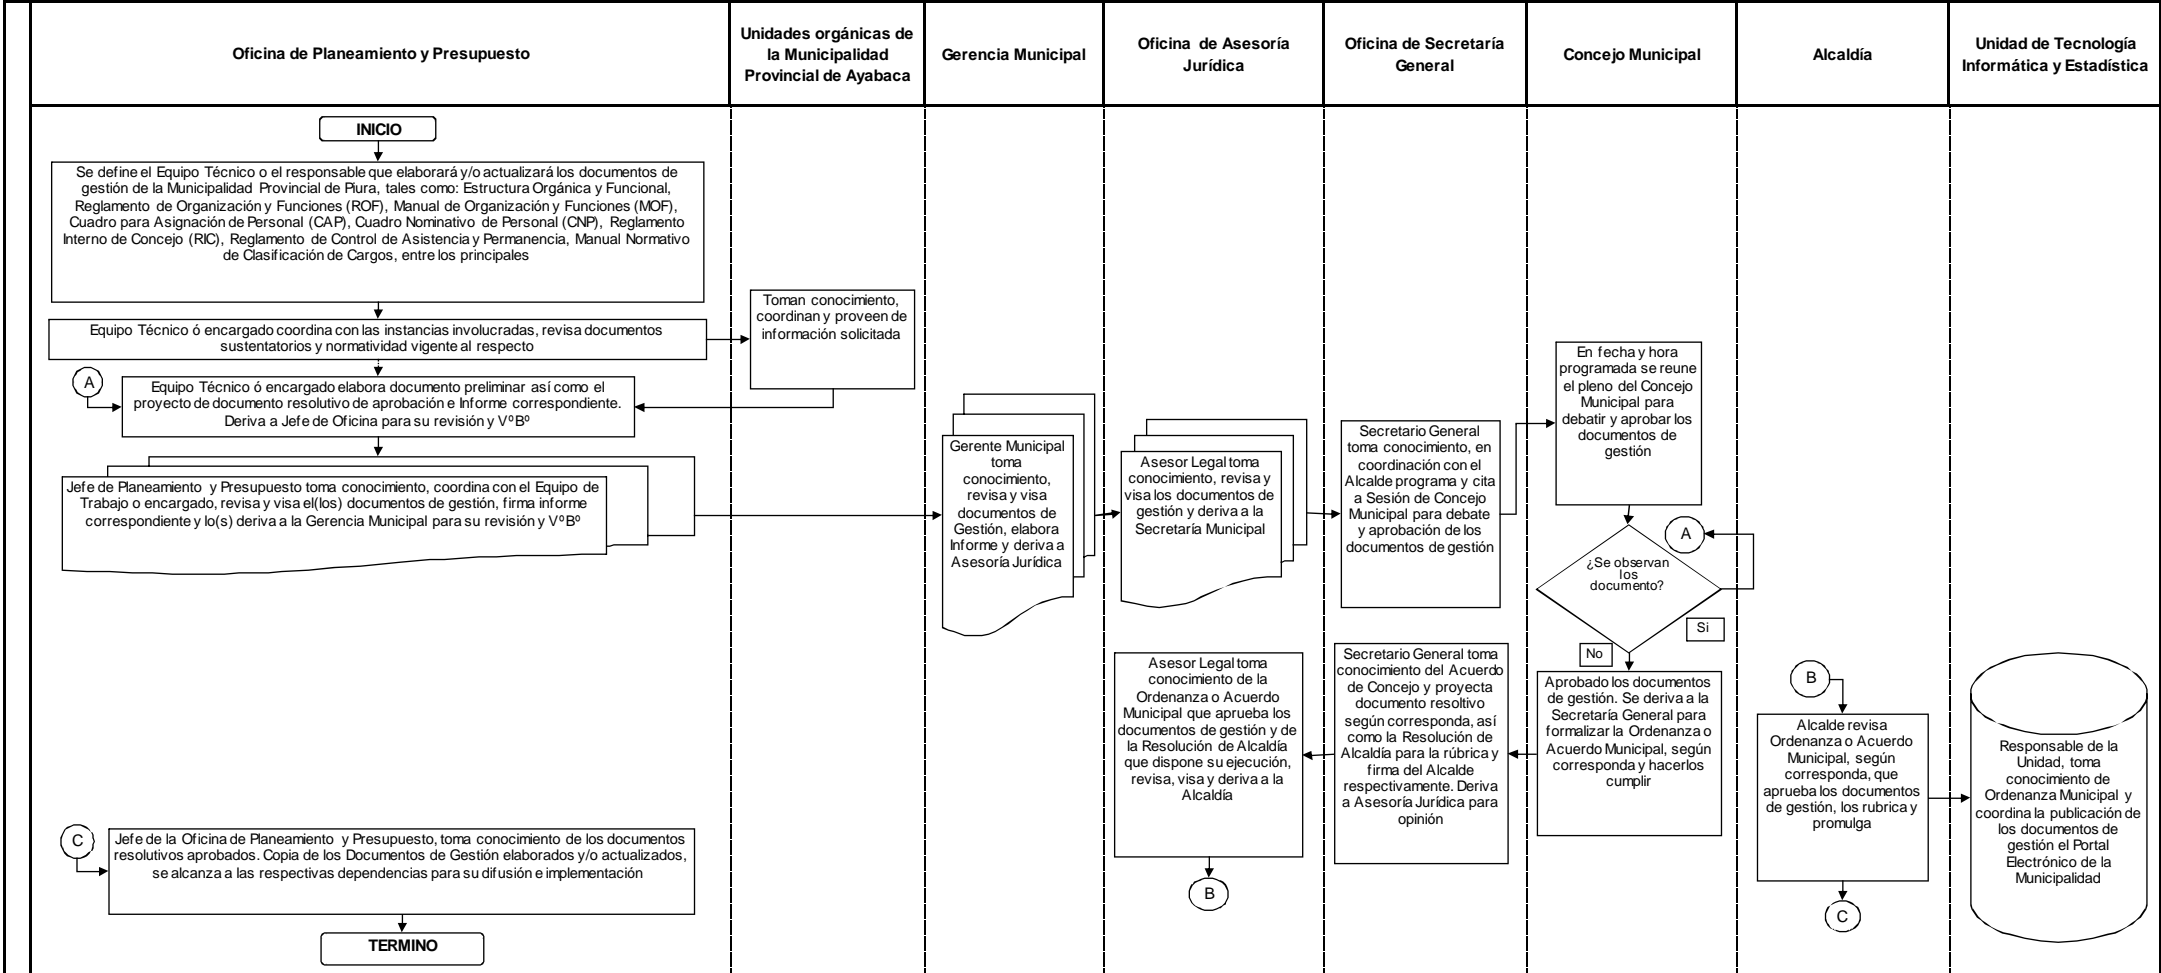 Oficina de Planeamiento y Presupuesto
Unidades orgánicas de
la Municipalidad
Provincial de Ayabaca
Gerencia Municipal
Oficina de Asesoría
Jurídica
Oficina de Secretaría
General
Concejo Municipal
Alcaldía
Unidad de Tecnología
Informática y Estadística
INICIO
Se define el Equipo Técnico o el responsable que elaborará y/o actualizará los documentos de
gestión de la Municipalidad Provincial de Piura, tales como: Estructura Orgánica y Funcional,
Reglamento de Organización y Funciones (ROF), Manual de Organización y Funciones (MOF),
Cuadro para Asignación de Personal (CAP), Cuadro Nominativo de Personal (CNP), Reglamento
Interno de Concejo (RIC), Reglamento de Control de Asistencia y Permanencia, Manual Normativo
de Clasificación de Cargos, entre los principales
Equipo Técnico ó encargado coordina con las instancias involucradas, revisa documentos
sustentatorios y normatividad vigente al respecto
Toman conocimiento,
coordinan y proveen de
información solicitada
A
Equipo Técnico ó encargado elabora documento preliminar así como el
proyecto de documento resolutivo de aprobación e Informe correspondiente.
Deriva a Jefe de Oficina para su revisión y VºBº
Jefe de Planeamiento y Presupuesto toma conocimiento, coordina con el Equipo de
Trabajo o encargado, revisa y visa el(los) documentos de gestión, firma informe
correspondiente y lo(s) deriva a la Gerencia Municipal para su revisión y VºBº
Gerente Municipal
toma
conocimiento,
revisa y visa
documentos de
Gestión, elabora
Informe y deriva a
Asesoría Jurídica
Asesor Legal toma
conocimiento, revisa y
visa los documentos de
gestión y deriva a la
Secretaría Municipal
Secretario General
toma conocimiento, en
coordinación con el
Alcalde programa y cita
a Sesión de Concejo
Municipal para debate
y aprobación de los
documentos de gestión
En fecha y hora
programada se reune
el pleno del Concejo
Municipal para
debatir y aprobar los
documentos de
gestión
A
¿Se observan
los
documento?
Si
No
Aprobado los documentos
de gestión. Se deriva a la
Secretaría General para
formalizar la Ordenanza o
Acuerdo Municipal, según
corresponda y hacerlos
cumplir
Secretario General toma
conocimiento del Acuerdo
de Concejo y proyecta
documento resoltivo
según corresponda, así
como la Resolución de
Alcaldía para la rúbrica y
firma del Alcalde
respectivamente. Deriva
a Asesoría Jurídica para
opinión
Asesor Legal toma
conocimiento de la
Ordenanza o Acuerdo
Municipal que aprueba los
documentos de gestión y de
la Resolución de Alcaldía
que dispone su ejecución,
revisa, visa y deriva a la
Alcaldía
B
B
Alcalde revisa
Ordenanza o Acuerdo
Municipal, según
corresponda, que
aprueba los documentos
de gestión, los rubrica y
promulga
C
Responsable de la
Unidad, toma
conocimiento de
Ordenanza Municipal y
coordina la publicación de
los documentos de
gestión el Portal
Electrónico de la
Municipalidad
C
Jefe de la Oficina de Planeamiento y Presupuesto, toma conocimiento de los documentos
resolutivos aprobados. Copia de los Documentos de Gestión elaborados y/o actualizados,
se alcanza a las respectivas dependencias para su difusión e implementación
TERMINO